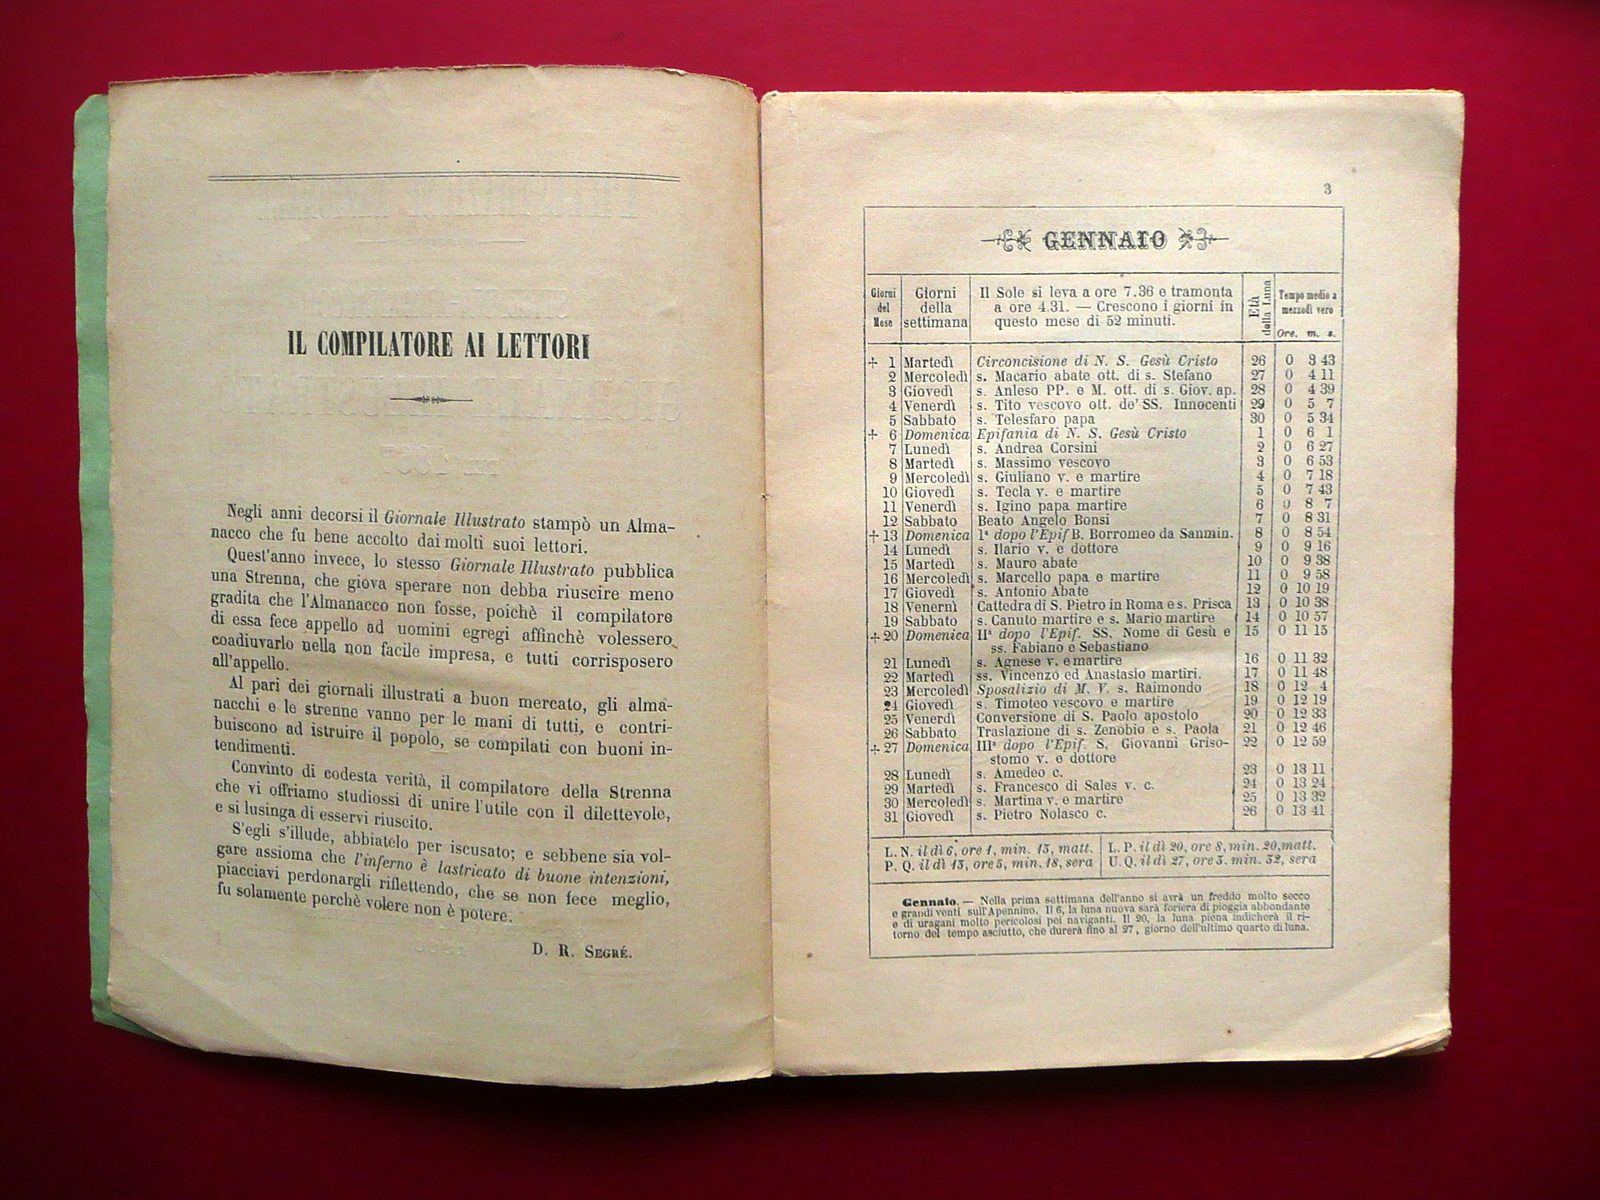 IL COMPILATORE AI LETTORI
Negli anni decorsi il Giornale Illustrato stampò un Alma-
nacco che fu bene accolto dai molti suoi lettori.
Quest'anno invece, lo stesso Giornale Illustrato pubblica
una Strenna, che giova sperare non debba riuscire meno
gradita che l'Almanacco non fosse, poichè il compilatore
di essa fece appello ad uomini egregi affinchè volessero
coadiuvarlo nella non facile impresa, e tutti corrisposero
all'appello.
Al pari dei giornali illustrati a buon mercato, gli alma-
nacchi e le strenne vanno per le mani di tutti, e contri-
buiscono ad istruire il popolo, se compilati con buoni in-
tendimenti.
Convinto di codesta verità, il compilatore della Strenna
che vi offriamo studiossi di unire l'utile con il dilettevole,
e si lusinga di esservi riuscito.
S'egli s'illude, abbiatelo per iscusato; e sebbene sia vol-
gare assioma che l'inferno è lastricato di buone intenzioni,
piacciavi perdonargli riflettendo, che se non fece meglio,
fu solamente porchè volere non è potere.
D. R. SEGRÉ.
3
GENNAIO
Giorni del Mese | Giorni della settimana | Il Sole si leva a ore 7.36 e tramonta a ore 4.31. — Crescono i giorni in questo mese di 52 minuti. | Età della Luna | Tempo medio a mezzodì vero Ore. m. s.
+ 1 Martedì Circoncisione di N. S. Gesù Cristo 26 0 3 43
2 Mercoledì s. Macario abate ott. di s. Stefano 27 0 4 11
3 Giovedì s. Anleso PP. e M. ott. di s. Giov. ap. 28 0 4 39
4 Venerdì s. Tito vescovo ott. de' SS. Innocenti 29 0 5 7
5 Sabbato s. Telesfaro papa 30 0 5 34
+ 6 Domenica Epifania di N. S. Gesù Cristo 1 0 6 1
7 Lunedì s. Andrea Corsini 2 0 6 27
8 Martedì s. Massimo vescovo 3 0 6 53
9 Mercoledì s. Giuliano v. e martire 4 0 7 18
10 Giovedì s. Tecla v. e martire 5 0 7 43
11 Venerdì s. Igino papa martire 6 0 8 7
12 Sabbato Beato Angelo Bonsi 7 0 8 31
+ 13 Domenica Iª dopo l'Epif B. Borromeo da Sanmin. 8 0 8 54
14 Lunedì s. Ilario v. e dottore 9 0 9 16
15 Martedì s. Mauro abate 10 0 9 38
16 Mercoledì s. Marcello papa e martire 11 0 9 58
17 Giovedì s. Antonio Abate 12 0 10 19
18 Venernì Cattedra di S. Pietro in Roma e s. Prisca 13 0 10 38
19 Sabbato s. Canuto martire e s. Mario martire 14 0 10 57
+ 20 Domenica IIª dopo l'Epif. SS. Nome di Gesù e 15 0 11 15
ss. Fabiano e Sebastiano
21 Lunedì s. Agnese v. e martire 16 0 11 32
22 Martedì ss. Vincenzo ed Anastasio martiri. 17 0 11 48
23 Mercoledì Sposalizio di M. V. s. Raimondo 18 0 12 4
24 Giovedì s. Timoteo vescovo e martire 19 0 12 19
25 Venerdì Conversione di S. Paolo apostolo 20 0 12 33
26 Sabbato Traslazione di s. Zenobio e s. Paola 21 0 12 46
+ 27 Domenica IIIª dopo l'Epif. S. Giovanni Griso- 22 0 12 59
stomo v. e dottore
28 Lunedì s. Amedeo c. 23 0 13 11
29 Martedì s. Francesco di Sales v. c. 24 0 13 24
30 Mercoledì s. Martina v. e martire 25 0 13 32
31 Giovedì s. Pietro Nolasco c. 26 0 13 41
L. N. il dì 6, ore 1, min. 13, matt. | L. P. il dì 20, ore 8, min. 20, matt.
P. Q. il dì 13, ore 5, min. 18, sera | U. Q. il dì 27, ore 3. min. 32, sera
Gennaio. — Nella prima settimana dell'anno si avrà un freddo molto secco
e grandi venti sull'Apennino. Il 6, la luna nuova sarà foriera di pioggia abbondante
e di uragani molto pericolosi pei naviganti. Il 20, la luna piena indicherà il ri-
torno del tempo asciutto, che durerà fino al 27, giorno dell'ultimo quarto di luna.